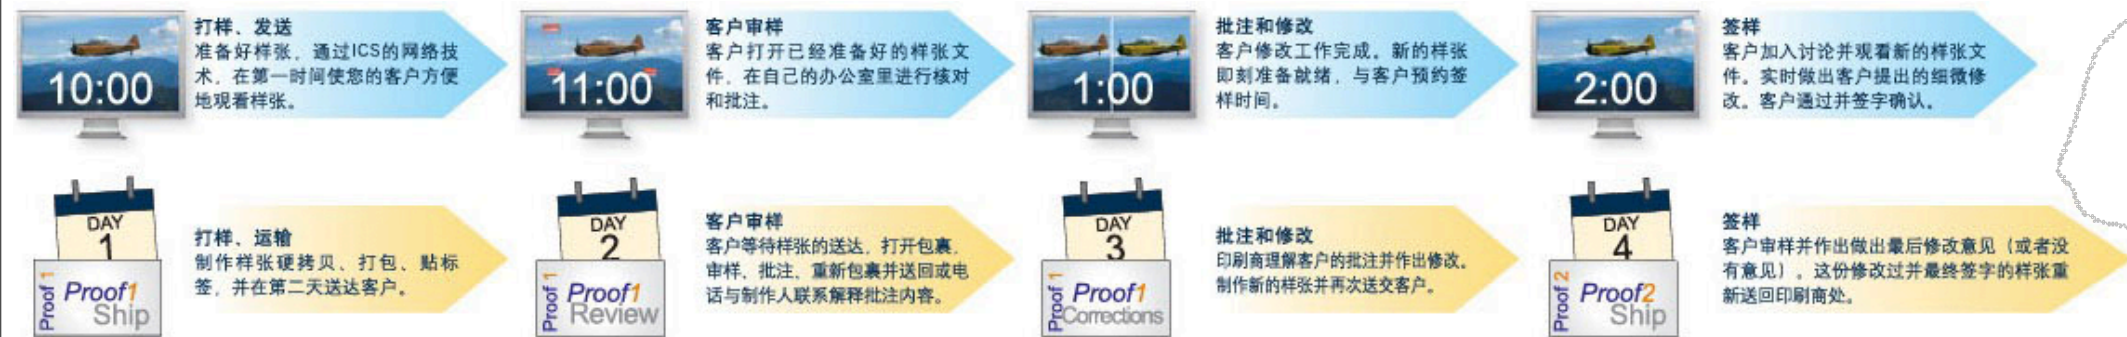 10:00
打样、发送
准备好样张，通过ICS的网络技
术，在第一时间使您的客户方便
地观看样张。
11:00
客户审样
客户打开已经准备好的样张文
件，在自己的办公室里进行核对
和批注。
1:00
批注和修改
客户修改工作完成。新的样张
即刻准备就绪，与客户预约签
样时间。
2:00
签样
客户加入讨论并观看新的样张文
件。实时做出客户提出的细微修
改。客户通过并签字确认。
DAY
1
Proof 1
Proof1
Ship
打样、运输
制作样张硬拷贝、打包、贴标
签，并在第二天送达客户。
DAY
2
Proof 1
Proof1
Review
客户审样
客户等待样张的送达，打开包裹，
审样、批注、重新包裹并送回或电
话与制作人联系解释批注内容。
DAY
3
Proof 1
Proof1
Corrections
批注和修改
印刷商理解客户的批注并作出修改。
制作新的样张并再次送交客户。
DAY
4
Proof 2
Proof2
Ship
签样
客户审样并作出做出最后修改意见（或者没
有意见）。这份修改过并最终签字的样张重
新送回印刷商处。